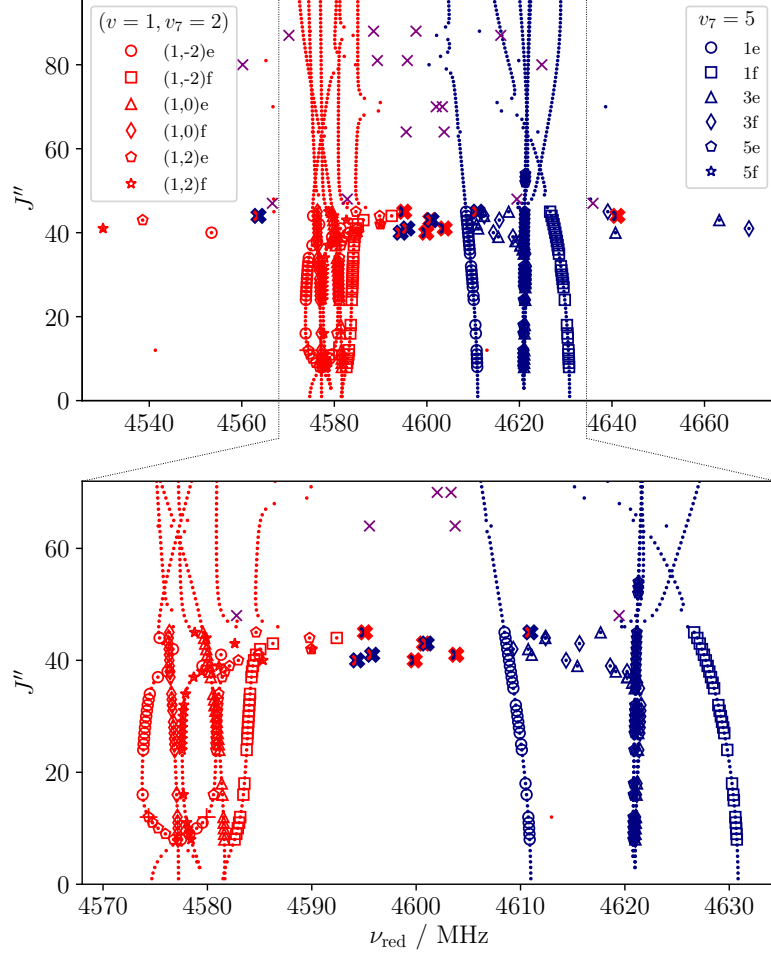 (v = 1, v₇ = 2)
(1,-2)e
(1,-2)f
(1,0)e
(1,0)f
(1,2)e
(1,2)f
v₇ = 5
1e
1f
3e
3f
5e
5f
J″
80
60
40
20
0
4540 4560 4580 4600 4620 4640 4660
J″
60
40
20
0
4570 4580 4590 4600 4610 4620 4630
ν_red / MHz